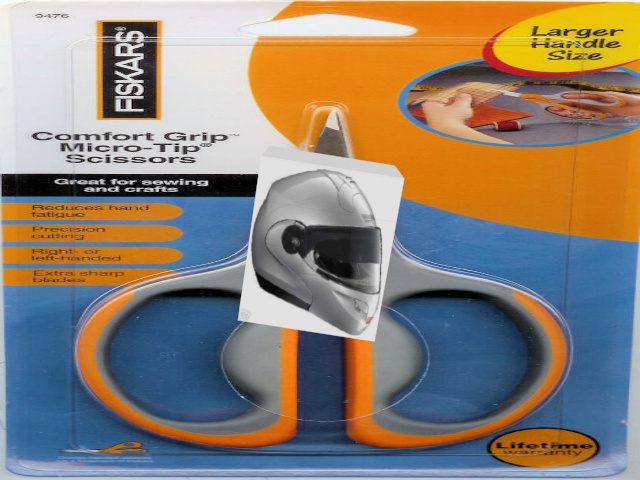 9476
FISKARS®
Larger
Handle
Size
Comfort Grip™
Micro-Tip®
Scissors
Great for sewing
and crafts
Reduces hand
fatigue
Precision
cutting
Right- or
left-handed
Extra sharp
blades
Lifetime
warranty